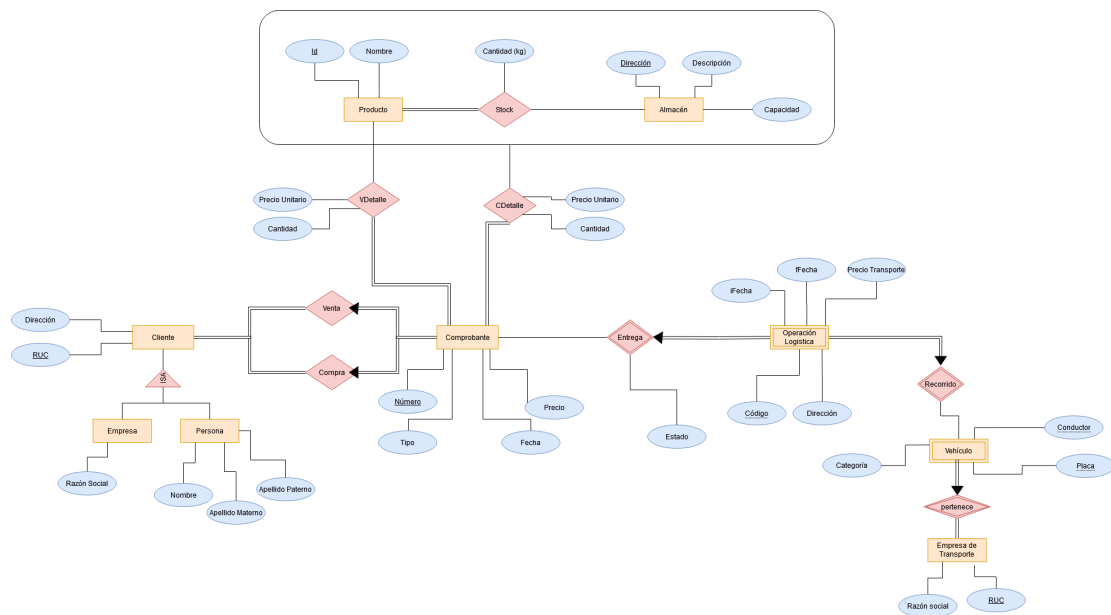 Id
Nombre
Cantidad (kg)
Dirección
Descripción
Producto
Stock
Almacén
Capacidad
Precio Unitario
VDetalle
Cantidad
Precio Unitario
CDetalle
Cantidad
fFecha
Precio Transporte
iFecha
Dirección
Venta
Cliente
Comprobante
Entrega
Operación
Logistica
RUC
Compra
ISA
Recorrido
Número
Precio
Código
Dirección
Empresa
Persona
Tipo
Fecha
Estado
Conductor
Vehículo
Categoría
Placa
Razón Social
Nombre
Apellido Paterno
Apellido Materno
pertenece
Empresa de
Transporte
Razón social
RUC